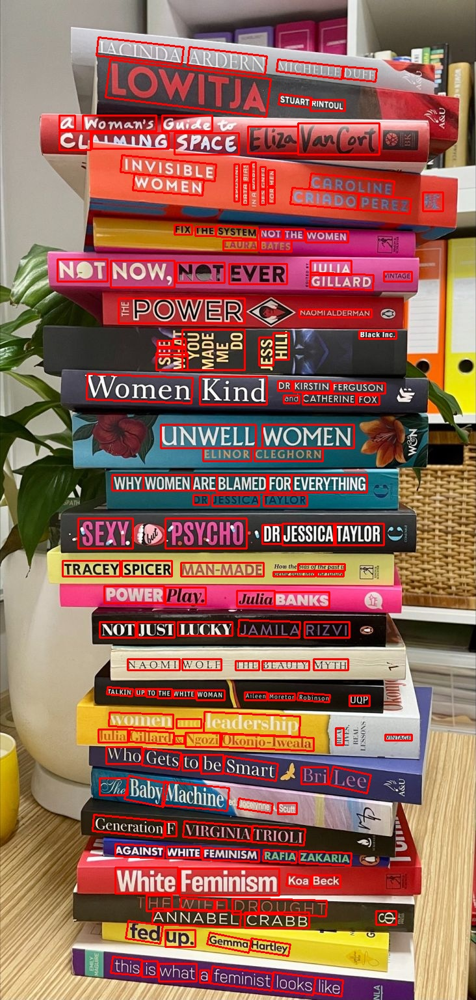 JACINDA ARDERN MICHELLE DUFF
A&U
LOWITJA STUART RINTOUL
A&U
a Woman's Guide to
CLAIMING SPACE Eliza VanCort
BK
INVISIBLE
WOMEN
EXPOSING
DATA BIAS
IN A WORLD
DESIGNED
FOR MEN
CAROLINE
CRIADO PEREZ
FIX THE SYSTEM NOT THE WOMEN
LAURA BATES
NOT NOW, NOT EVER
EDITED BY
JULIA
GILLARD
VINTAGE
THE POWER NAOMI ALDERMAN
SEE
WHAT
YOU
MADE
ME
DO
JESS
HILL
Black Inc.
Women Kind
DR KIRSTIN FERGUSON
and CATHERINE FOX
UNWELL WOMEN
ELINOR CLEGHORN
W&N
WHY WOMEN ARE BLAMED FOR EVERYTHING
DR JESSICA TAYLOR
SEXY but PSYCHO DR JESSICA TAYLOR
CONSTABLE
TRACEY SPICER MAN-MADE
How the bias of the past is
being built into the future
POWER Play. Julia BANKS
NOT JUST LUCKY JAMILA RIZVI
NAOMI WOLF THE BEAUTY MYTH
V
TALKIN' UP TO THE WHITE WOMAN Aileen Moreton Robinson UQP
Okonjo
women and leadership
Julia Gillard & Ngozi Okonjo-Iweala
REAL
LIVES,
REAL
LESSONS
VINTAGE
Who Gets to be Smart Bri Lee
A&U
The Baby Machine ed. Jocelynne A. Scutt
Generation F VIRGINIA TRIOLI
AGAINST WHITE FEMINISM RAFIA ZAKARIA
White Feminism Koa Beck
THE WIFE DROUGHT
ANNABEL CRABB
fed up. Gemma Hartley
EMILY
MAGUIRE
this is what a feminist looks like
NLA